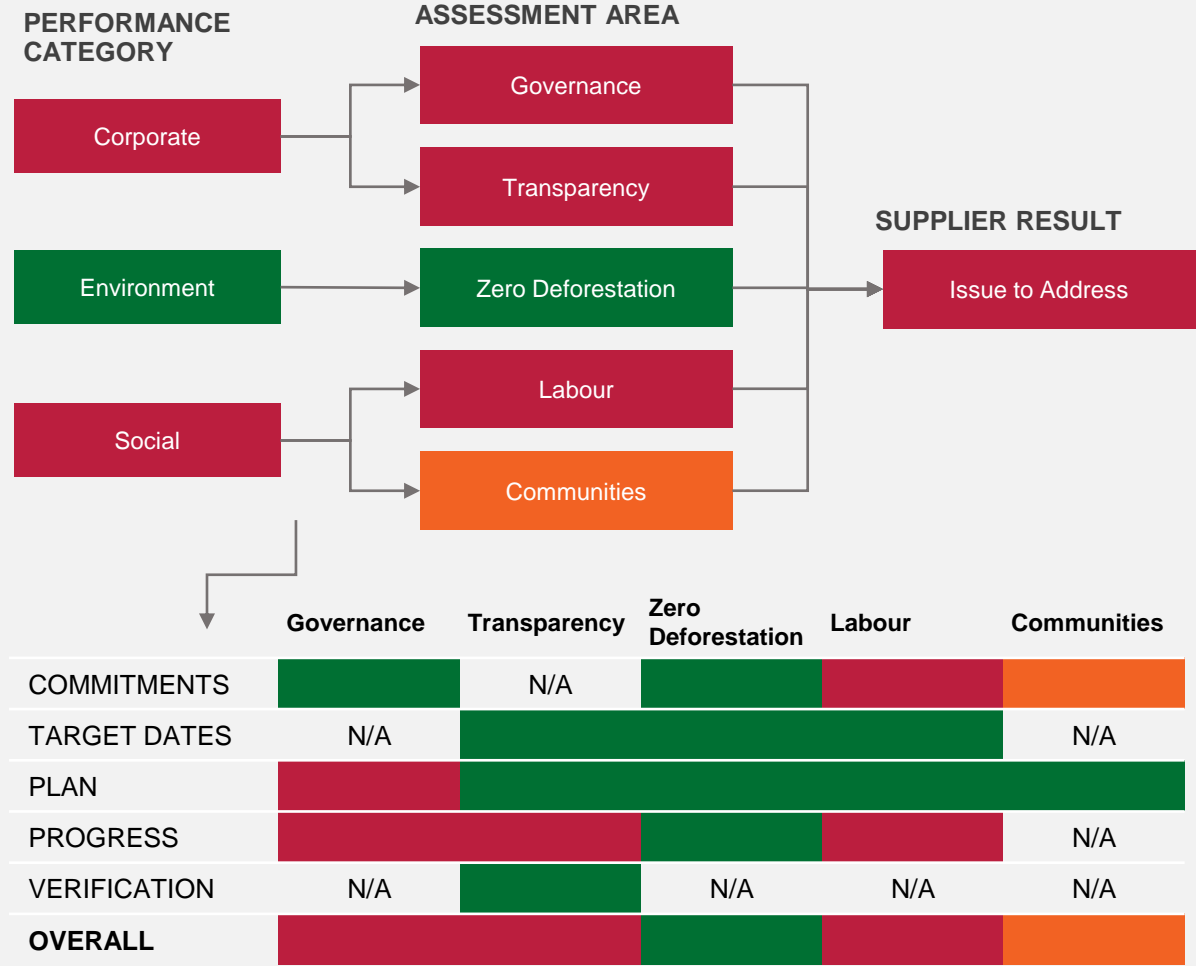 PERFORMANCE
CATEGORY
ASSESSMENT AREA
Corporate
Governance
Transparency
SUPPLIER RESULT
Environment
Zero Deforestation
Issue to Address
Social
Labour
Communities
Governance
Transparency
Zero
Deforestation
Labour
Communities
COMMITMENTS
N/A
TARGET DATES
N/A
N/A
PLAN
PROGRESS
N/A
VERIFICATION
N/A
N/A
N/A
N/A
OVERALL